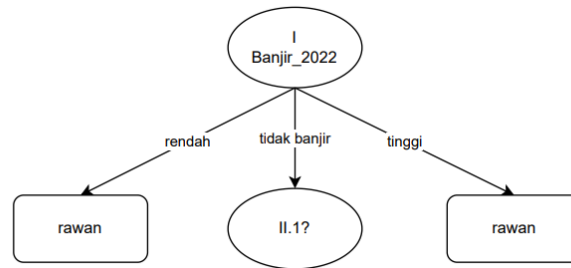 I
Banjir_2022
rendah
tidak banjir
tinggi
rawan
II.1?
rawan